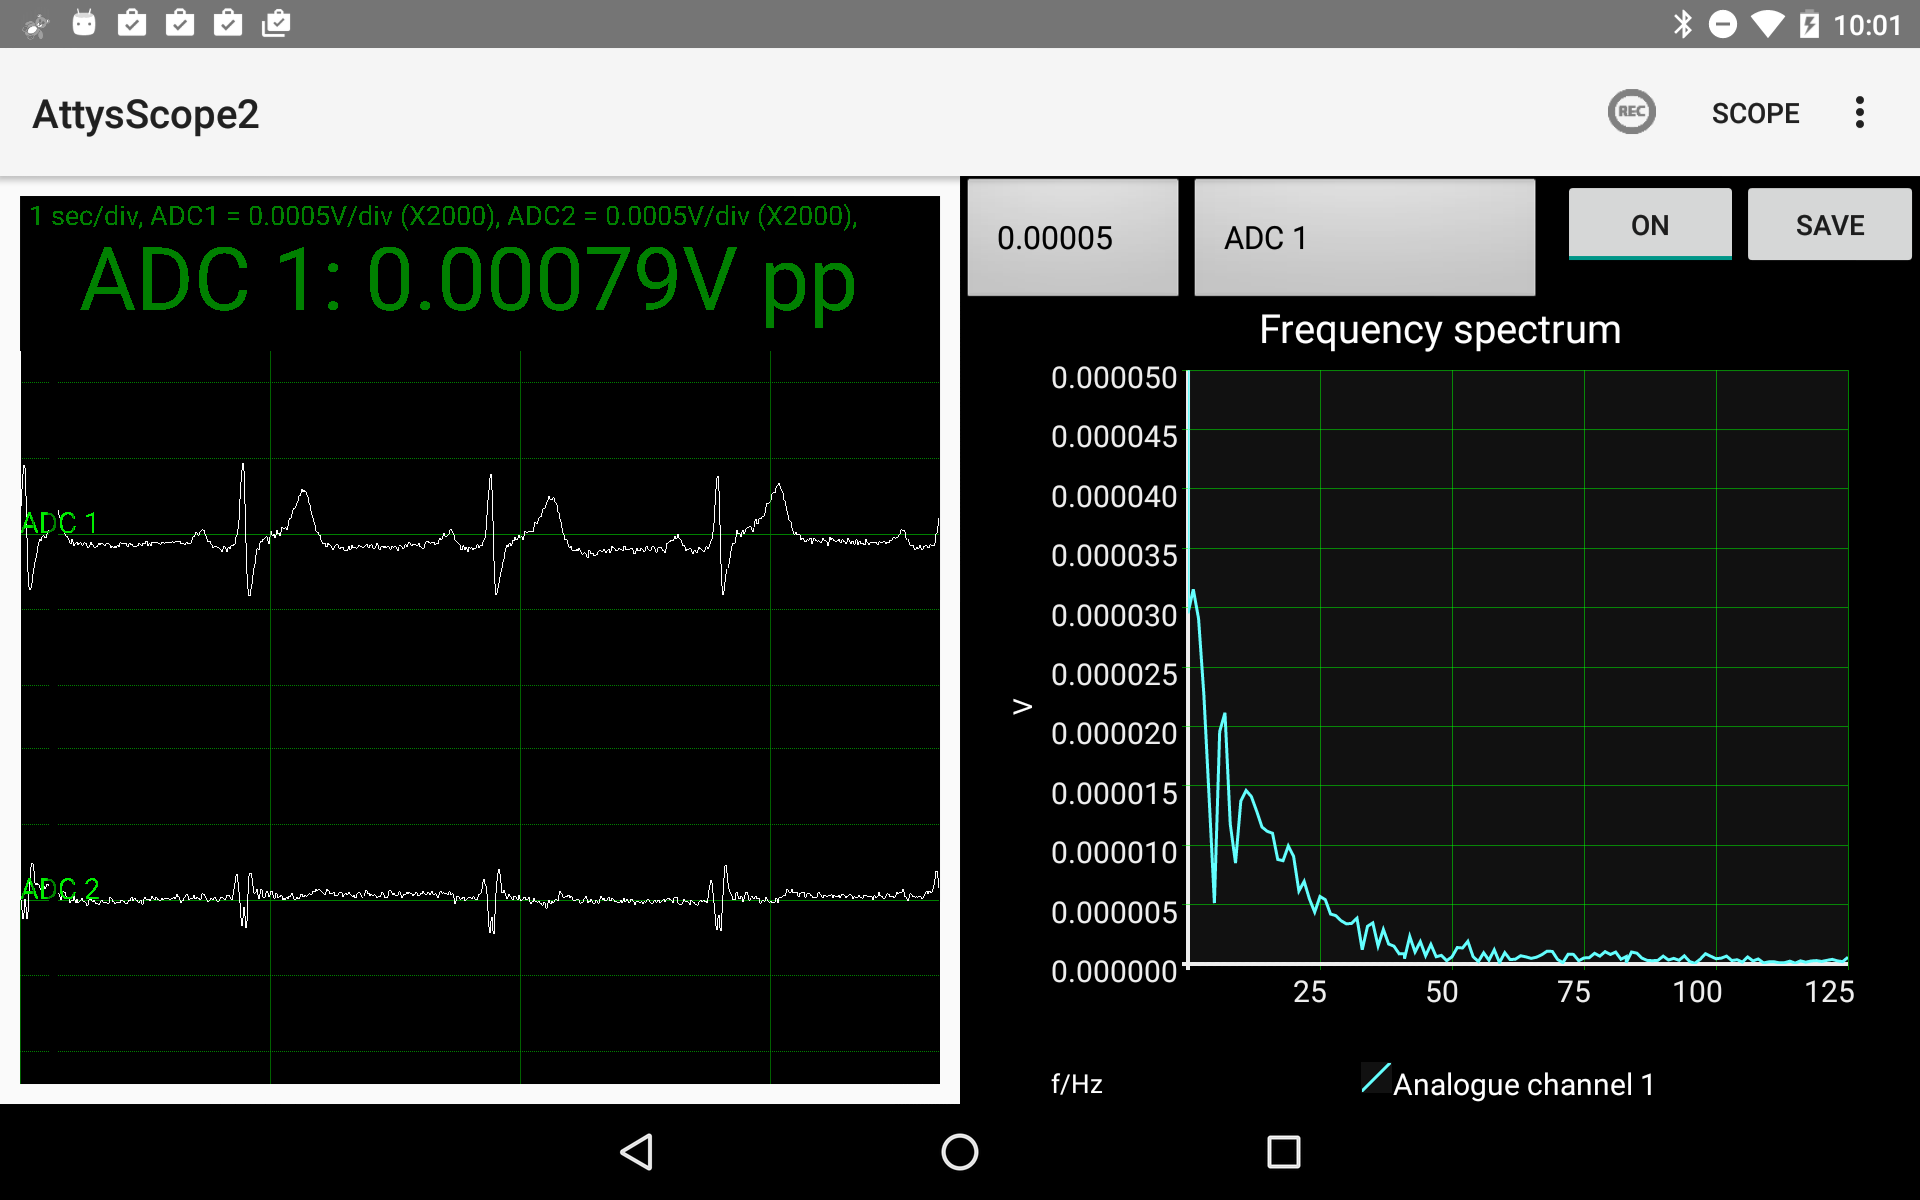 10:01
AttysScope2
REC
SCOPE
1 sec/div, ADC1 = 0.0005V/div (X2000), ADC2 = 0.0005V/div (X2000),
ADC 1: 0.00079V pp
ADC 1
ADC 2
0.00005
ADC 1
ON
SAVE
Frequency spectrum
0.000050
0.000045
0.000040
0.000035
0.000030
0.000025
0.000020
0.000015
0.000010
0.000005
0.000000
V
25
50
75
100
125
f/Hz
Analogue channel 1